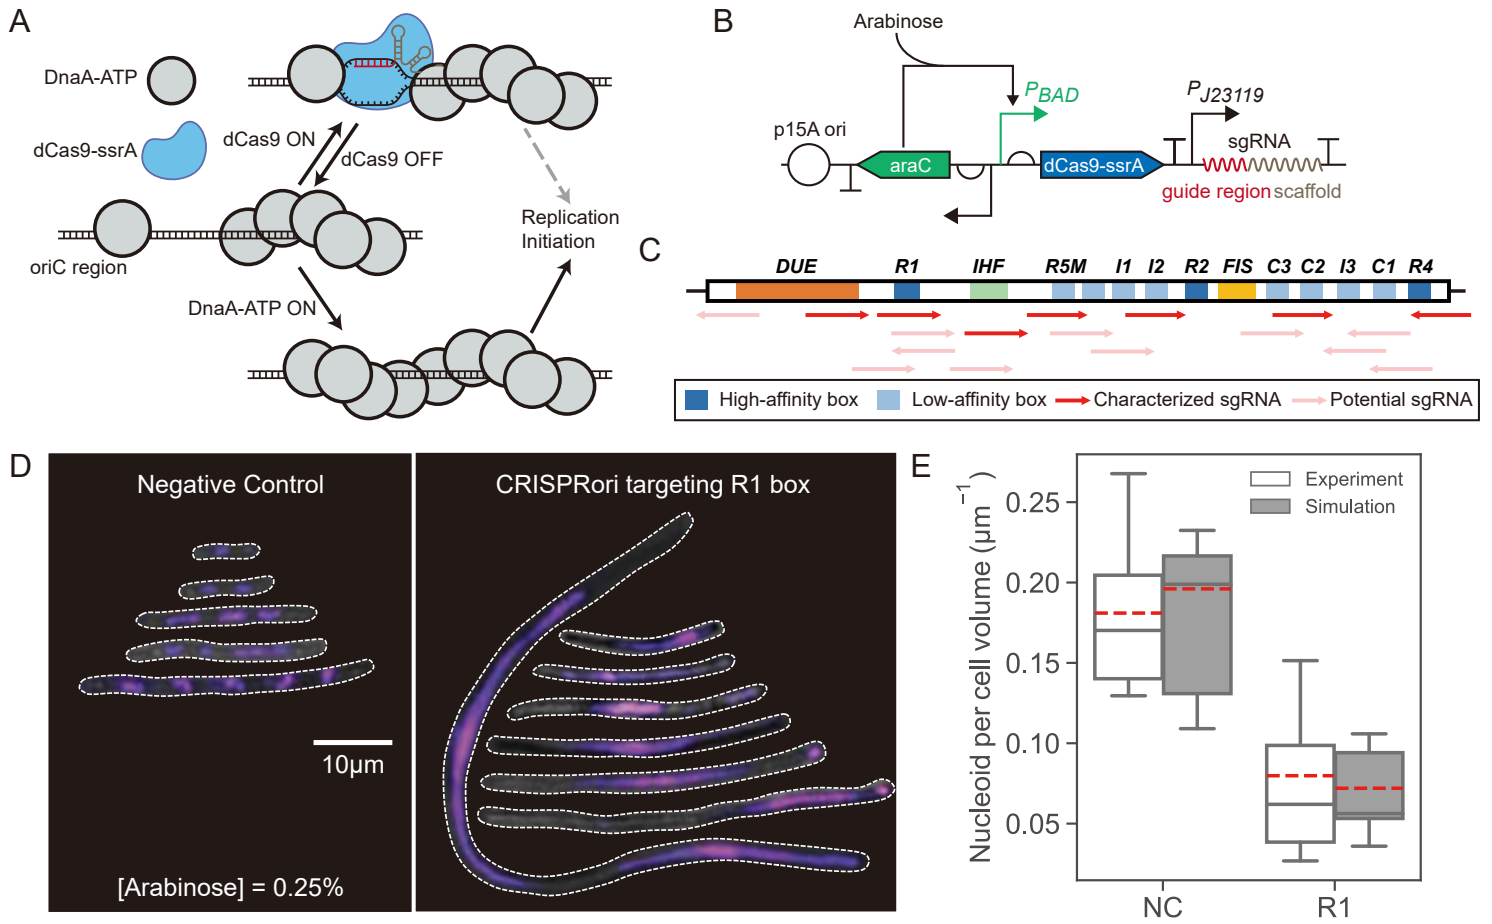 A
DnaA-ATP
dCas9-ssrA
dCas9 ON
dCas9 OFF
Replication
Initiation
oriC region
DnaA-ATP ON
B
Arabinose
PBAD
PJ23119
p15A ori
araC
dCas9-ssrA
sgRNA
guide region scaffold
C
DUE R1 IHF R5M I1 I2 R2 FIS C3 C2 I3 C1 R4
High-affinity box Low-affinity box Characterized sgRNA Potential sgRNA
D
Negative Control
10μm
[Arabinose] = 0.25%
CRISPRori targeting R1 box
E
Nucleoid per cell volume (μm⁻¹)
0.25
0.20
0.15
0.10
0.05
Experiment
Simulation
NC R1